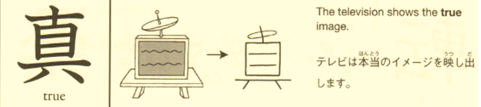 真
true
The television shows the true
image.
テレビは本当のイメージを映し出
します。
ほんとう
うつ
だ